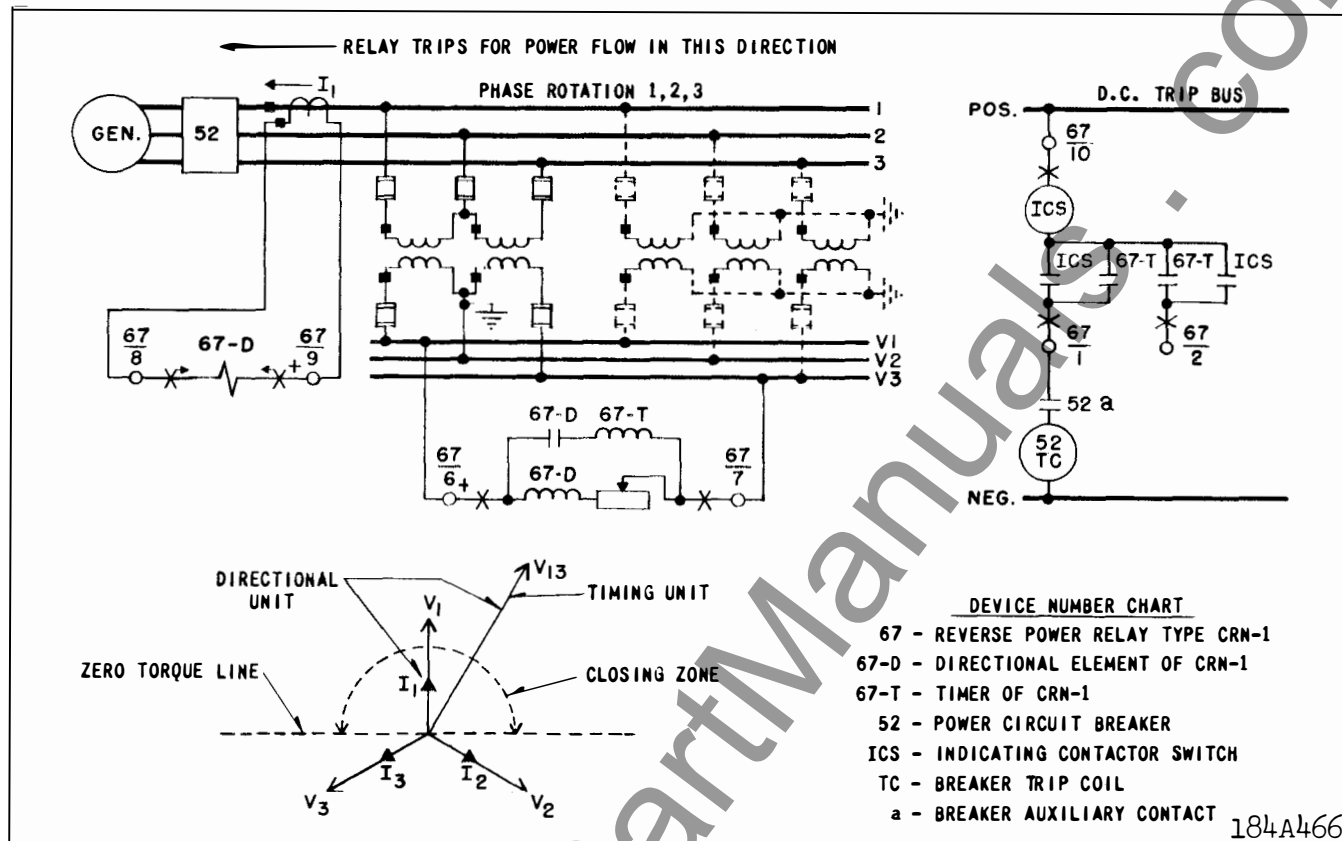 RELAY TRIPS FOR POWER FLOW IN THIS DIRECTION
I1
PHASE ROTATION 1,2,3
GEN.
52
1
2
3
67
8
67-D
67
9
+
V1
V2
V3
67-D
67-T
67
6
+
67-D
67
7
POS.
D.C. TRIP BUS
67
10
ICS
ICS
67-T
67-T
ICS
67
1
67
2
52 a
52
TC
NEG.
DIRECTIONAL
UNIT
V1
V13
TIMING UNIT
ZERO TORQUE LINE
I1
CLOSING ZONE
I3
I2
V3
V2
DEVICE NUMBER CHART
67 - REVERSE POWER RELAY TYPE CRN-1
67-D - DIRECTIONAL ELEMENT OF CRN-1
67-T - TIMER OF CRN-1
52 - POWER CIRCUIT BREAKER
ICS - INDICATING CONTACTOR SWITCH
TC - BREAKER TRIP COIL
a - BREAKER AUXILIARY CONTACT
184A466
artManuals . co